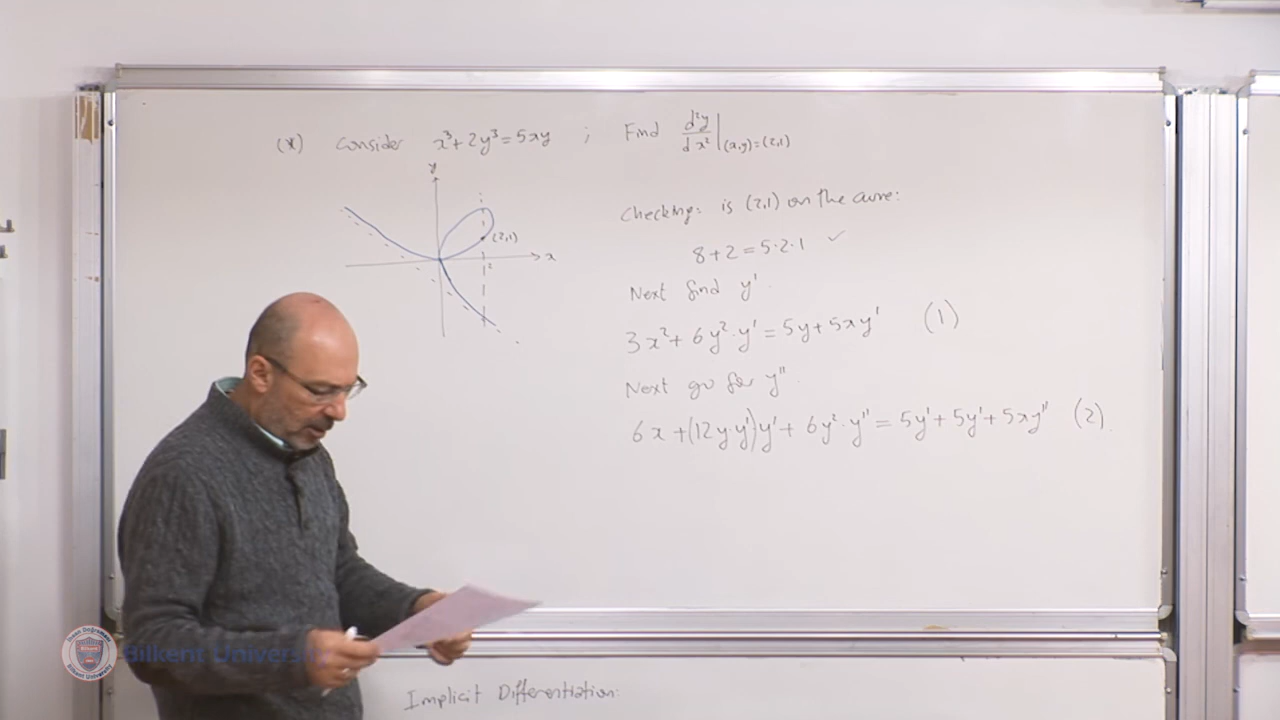 (*) Consider x³+2y³=5xy ; Find d²y/dx²|(x,y)=(2,1)
y
(2,1)
x
2
Checking: is (2,1) on the curve:
8+2=5·2·1 ✓
Next find y'.
3x²+6y²·y'=5y+5xy' (1)
Next go for y''.
6x+(12y·y')y'+6y²·y''=5y'+5y'+5xy'' (2).
Bilkent University
Implicit Differentiation: